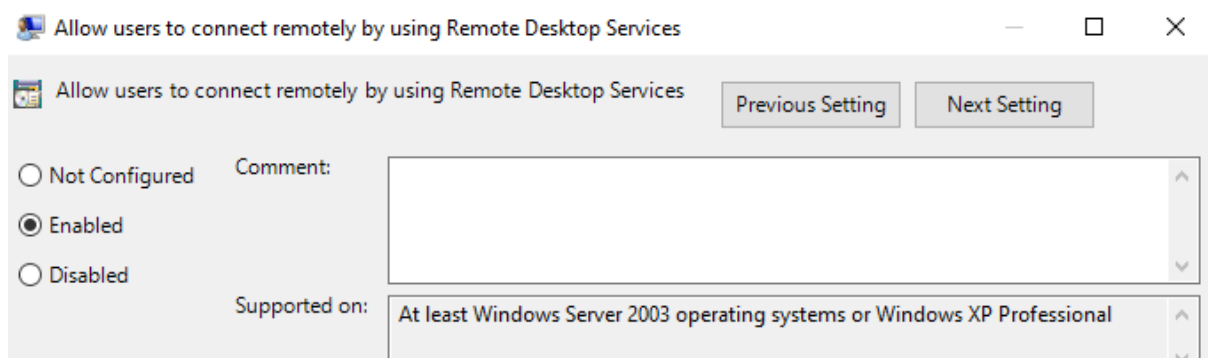 Allow users to connect remotely by using Remote Desktop Services
Allow users to connect remotely by using Remote Desktop Services
Previous Setting
Next Setting
Not Configured
Comment:
Enabled
Disabled
Supported on:
At least Windows Server 2003 operating systems or Windows XP Professional